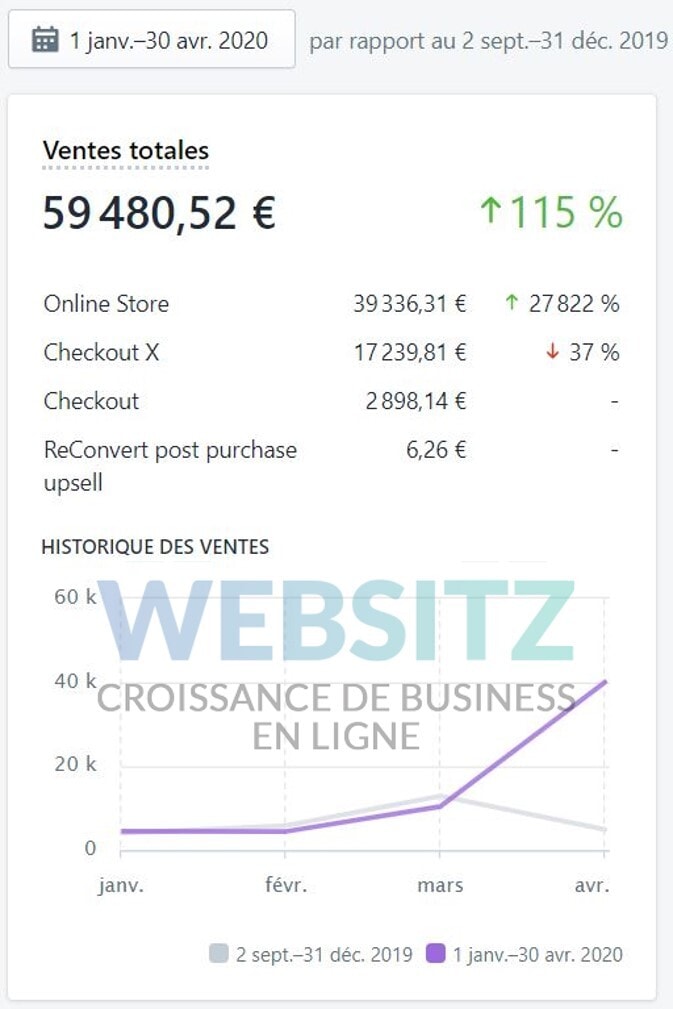 1 janv.–30 avr. 2020 par rapport au 2 sept.–31 déc. 2019
Ventes totales
59 480,52 € ↑ 115 %
Online Store 39 336,31 € ↑ 27 822 %
Checkout X 17 239,81 € ↓ 37 %
Checkout 2 898,14 € -
ReConvert post purchase 6,26 € -
upsell
HISTORIQUE DES VENTES
60 k
WEBSITZ
40 k
CROISSANCE DE BUSINESS
EN LIGNE
20 k
0
janv. févr. mars avr.
2 sept.–31 déc. 2019 1 janv.–30 avr. 2020